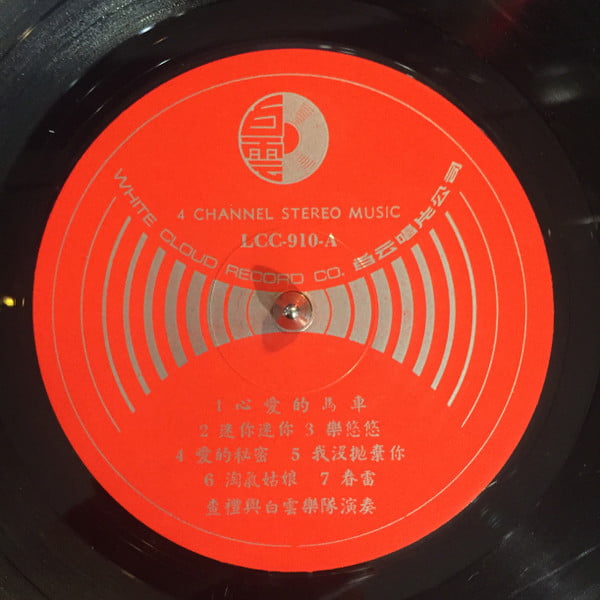 白雲
4 CHANNEL STEREO MUSIC
LCC-910-A
WHITE CLOUD RECORD CO. 白云唱片公司
1 心愛的馬車
2 迷你迷你 3 樂悠悠
4 愛的秘密 5 我沒拋棄你
6 淘氣姑娘 7 春雷
查禮與白雲樂隊演奏